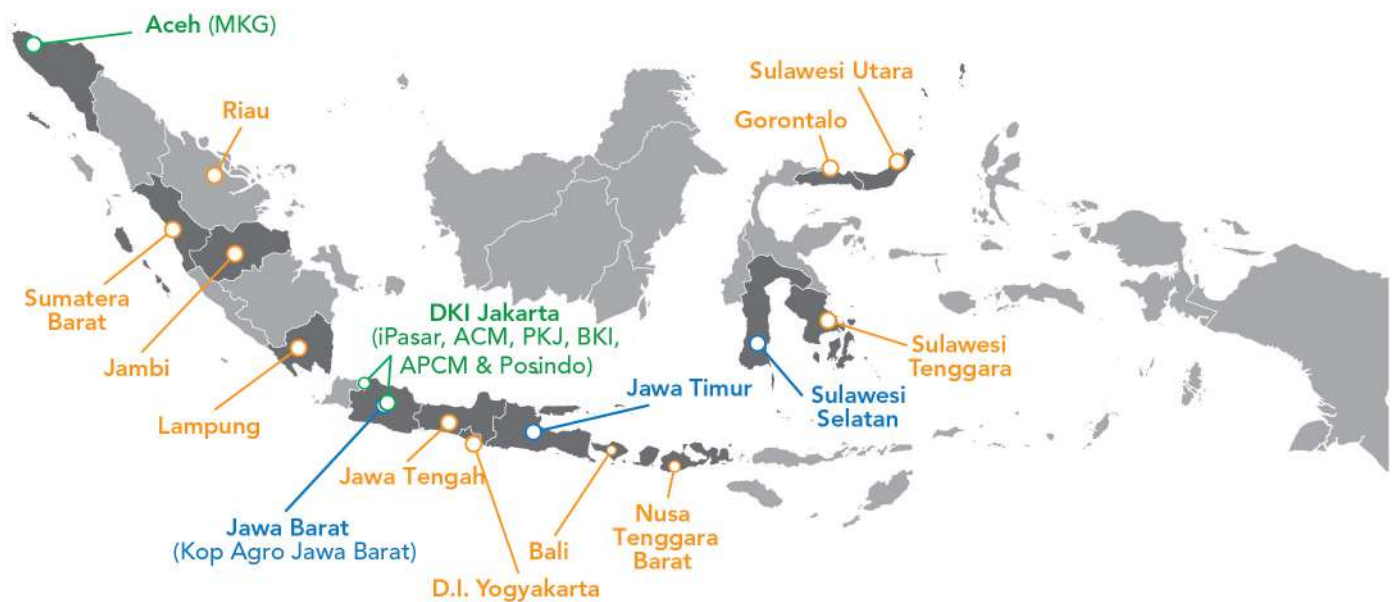 Aceh (MKG)
Riau
Sumatera
Barat
Jambi
Lampung
DKI Jakarta
(iPasar, ACM, PKJ, BKI,
APCM & Posindo)
Jawa Barat
(Kop Agro Jawa Barat)
Jawa Tengah
D.I. Yogyakarta
Jawa Timur
Bali
Nusa
Tenggara
Barat
Sulawesi Utara
Gorontalo
Sulawesi
Tenggara
Sulawesi
Selatan